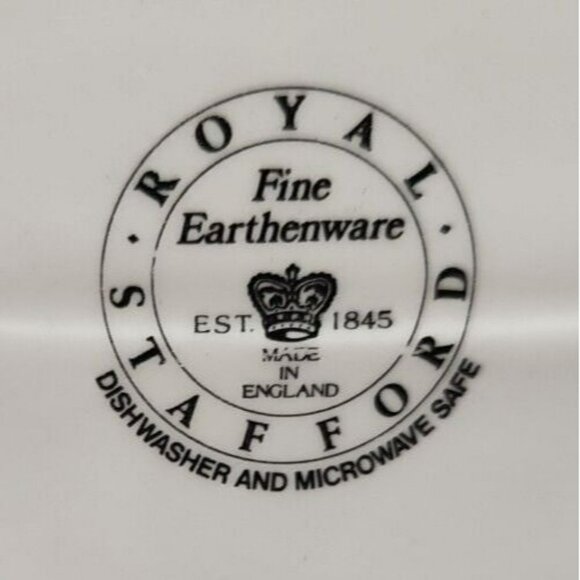 ROYAL
STAFFORD
Fine
Earthenware
EST. 1845
MADE
IN
ENGLAND
DISHWASHER AND MICROWAVE SAFE